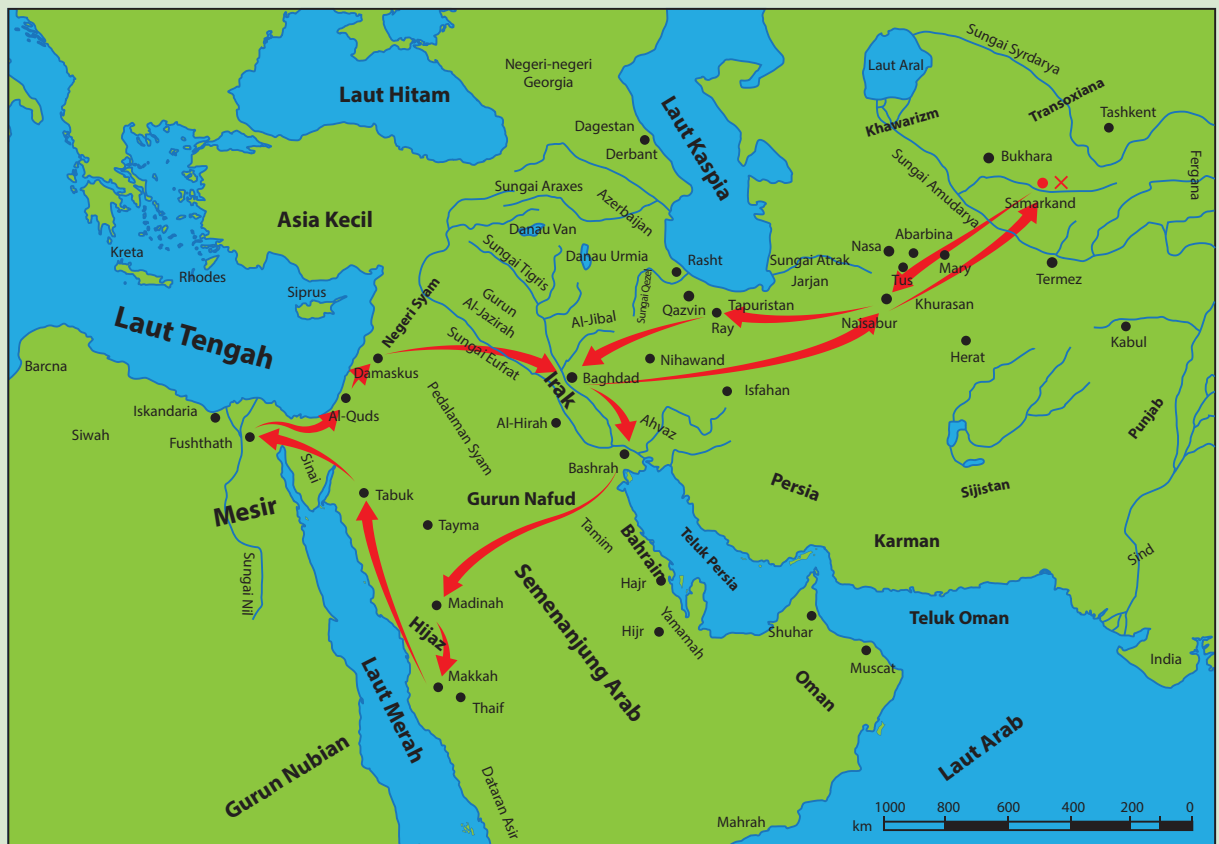 Sungai Syrdarya
Negeri-negeri
Georgia
Laut Aral
Laut Hitam
Laut Kaspia
Transoxiana
Tashkent
Khawarizm
Dagestan
Derbant
Bukhara
Fergana
Sungai Amudarya
Sungai Araxes
Azerbaijan
Samarkand
Asia Kecil
Danau Van
Abarbina
Nasa
Kreta
Rhodes
Siprus
Sungai Tigris
Danau Urmia
Rasht
Sungai Atrak
Jarjan
Mary
Tus
Termez
Gurun
Al-Jazirah
Sungai Qezel
Negeri Syam
Qazvin
Tapuristan
Ray
Khurasan
Naisabur
Al-Jibal
Laut Tengah
Sungai Eufrat
Herat
Kabul
Barcna
Damaskus
Nihawand
Irak
Baghdad
Isfahan
Pedalaman Syam
Iskandaria
Al-Quds
Punjab
Siwah
Fushthath
Al-Hirah
Ahvaz
Sinai
Bashrah
Persia
Sijistan
Tabuk
Gurun Nafud
Mesir
Tayma
Tamim
Bahrain
Teluk Persia
Karman
Sind
Sungai Nil
Semenanjung Arab
Hajr
Madinah
Yamamah
Hijr
Shuhar
Teluk Oman
Hijaz
Muscat
India
Makkah
Thaif
Laut Merah
Oman
Laut Arab
Gurun Nubian
Dataran Asir
Mahrah
1000 800 600 400 200 0
km